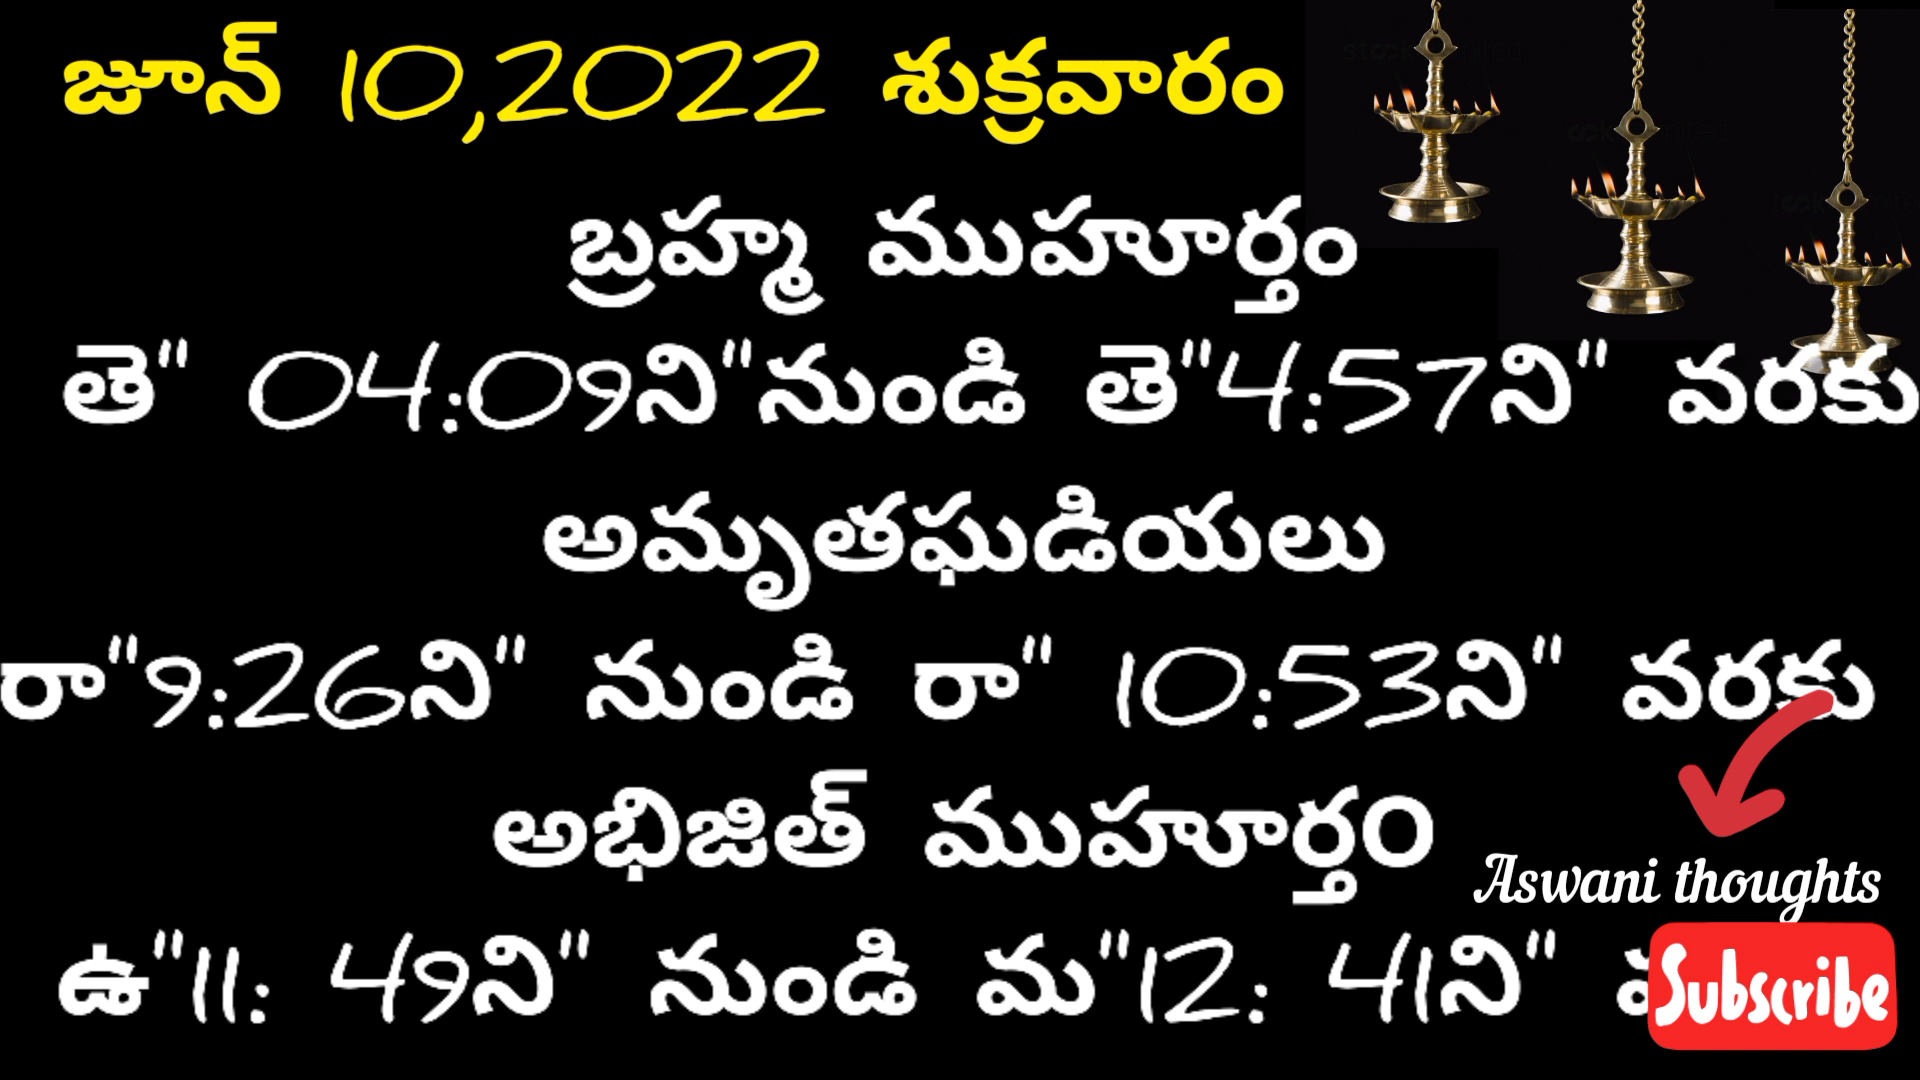 జూన్ 10,2022 శుక్రవారం
బ్రహ్మ ముహూర్తం
తె" 04:09ని"నుండి తె"4:57ని" వరకు
అమృతఘడియలు
రా"9:26ని" నుండి రా" 10:53ని" వరకు
అభిజిత్ ముహూర్తం
Aswani thoughts
ఉ"11: 49ని" నుండి మ"12: 41ని"
Subscribe